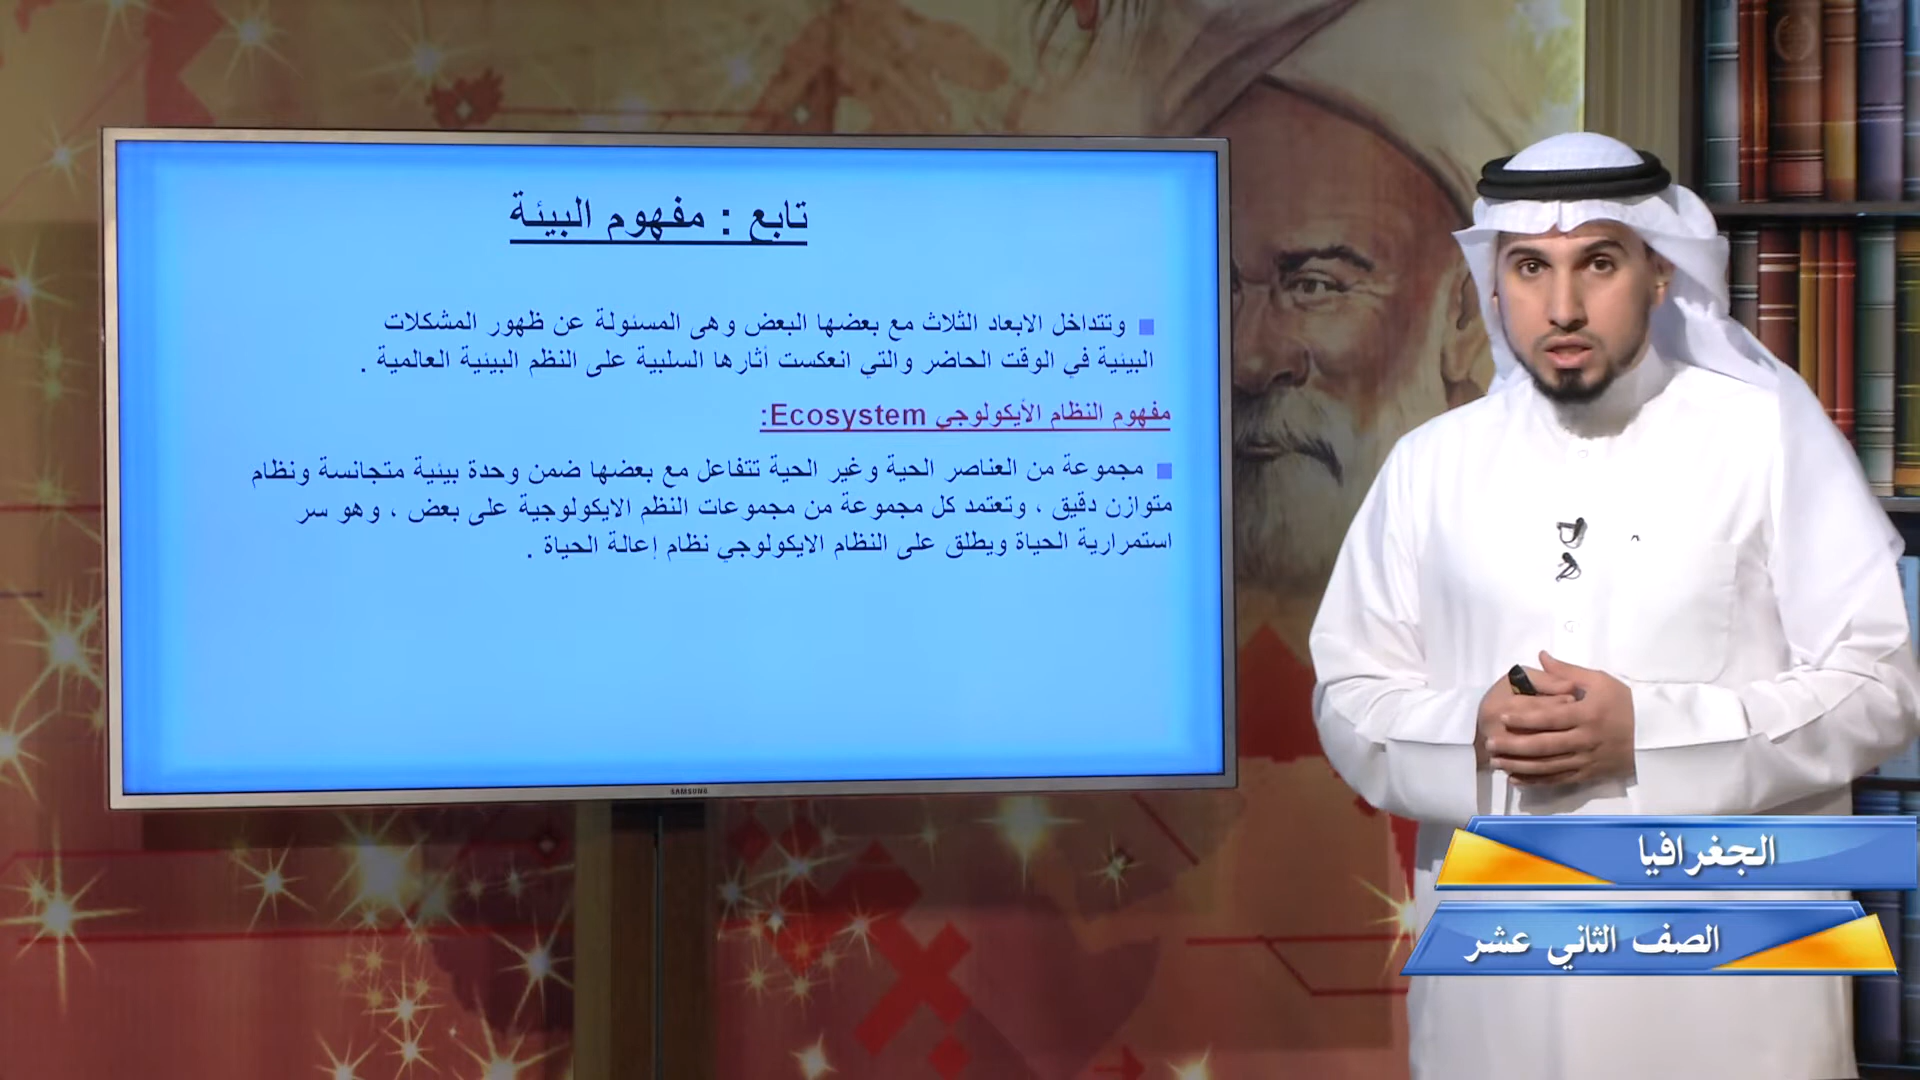 تابع : مفهوم البيئة
وتتداخل الابعاد الثلاث مع بعضها البعض وهى المسئولة عن ظهور المشكلات
البيئية في الوقت الحاضر والتي انعكست أثارها السلبية على النظم البيئية العالمية .
مفهوم النظام الأيكولوجي Ecosystem:
مجموعة من العناصر الحية وغير الحية تتفاعل مع بعضها ضمن وحدة بيئية متجانسة ونظام
متوازن دقيق ، وتعتمد كل مجموعة من مجموعات النظم الايكولوجية على بعض ، وهو سر
استمرارية الحياة ويطلق على النظام الايكولوجي نظام إعالة الحياة .
SAMSUNG
الجغرافيا
الصف الثاني عشر